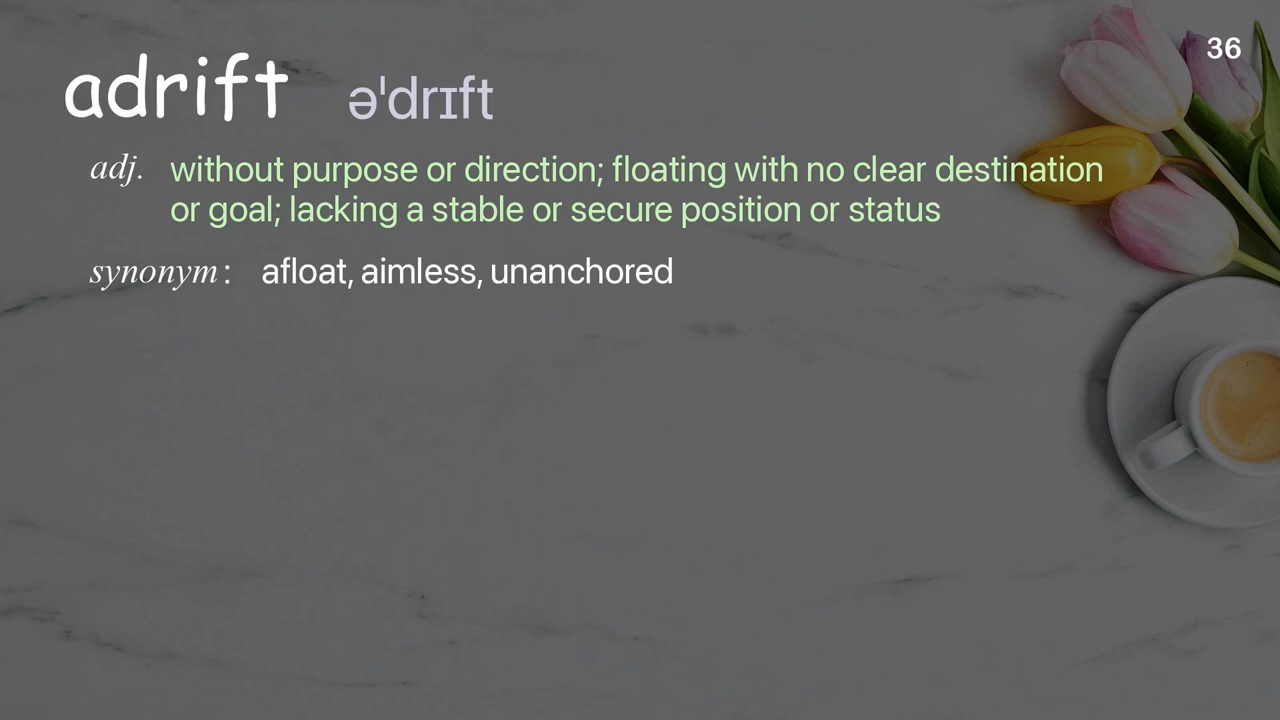 36
adrift əˈdrɪft
adj. without purpose or direction; floating with no clear destination
or goal; lacking a stable or secure position or status
synonym: afloat, aimless, unanchored